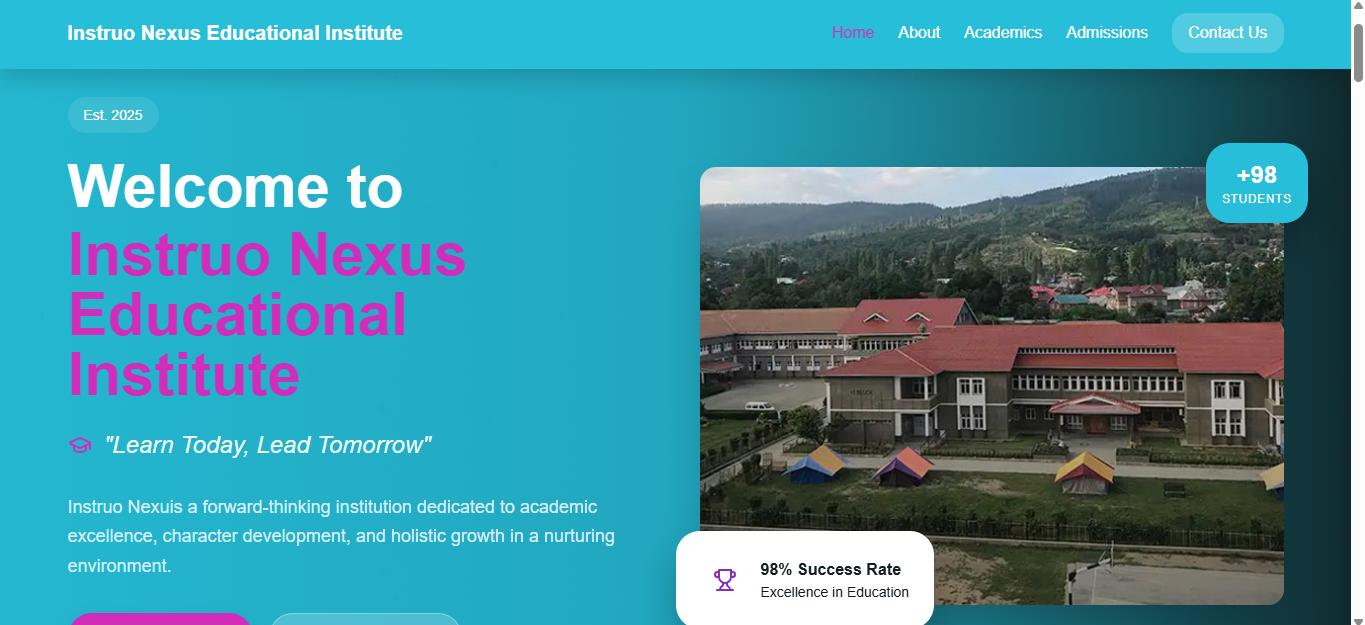 Instruo Nexus Educational Institute
Home
About
Academics
Admissions
Contact Us
Est. 2025
Welcome to
Instruo Nexus
Educational
Institute
"Learn Today, Lead Tomorrow"
Instruo Nexuis a forward-thinking institution dedicated to academic
excellence, character development, and holistic growth in a nurturing
environment.
+98
STUDENTS
98% Success Rate
Excellence in Education